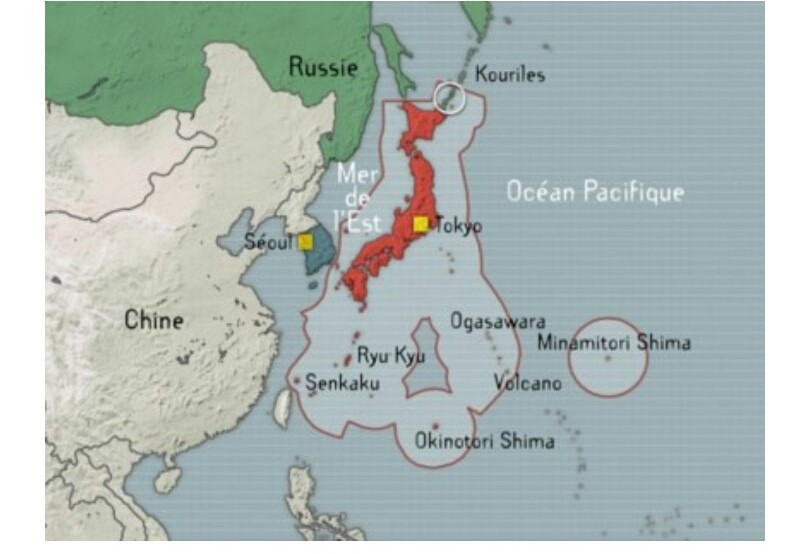 Russie
Kouriles
Mer
de
l'Est
Océan Pacifique
Séoul
Tokyo
Chine
Ogasawara
Minamitori Shima
Ryu Kyu
Senkaku
Volcano
Okinotori Shima